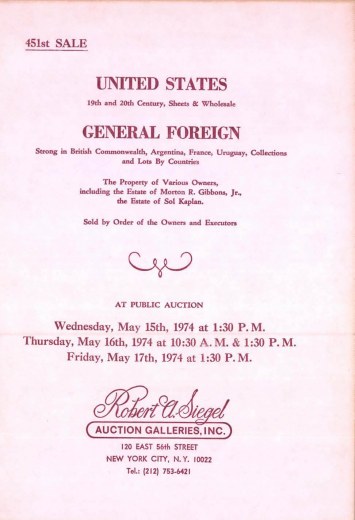 451st SALE
UNITED STATES
19th and 20th Century, Sheets & Wholesale
GENERAL FOREIGN
Strong in British Commonwealth, Argentina, France, Uruguay, Collections
and Lots By Countries
The Property of Various Owners,
including the Estate of Morton R. Gibbons, Jr.,
the Estate of Sol Kaplan.
Sold by Order of the Owners and Executors
AT PUBLIC AUCTION
Wednesday, May 15th, 1974 at 1:30 P. M.
Thursday, May 16th, 1974 at 10:30 A. M. & 1:30 P. M.
Friday, May 17th, 1974 at 1:30 P. M.
Robert A. Siegel
AUCTION GALLERIES, INC.
120 EAST 56th STREET
NEW YORK CITY, N. Y. 10022
Tel.: (212) 753-6421